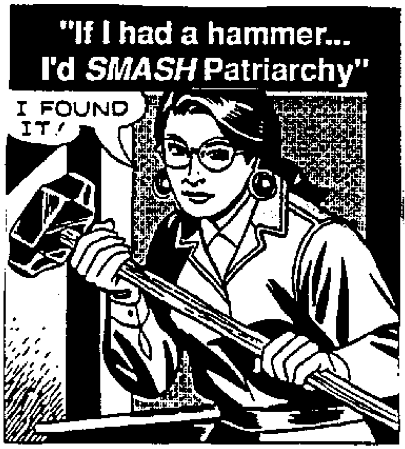 "If I had a hammer...
I'd SMASH Patriarchy"
I FOUND
IT!